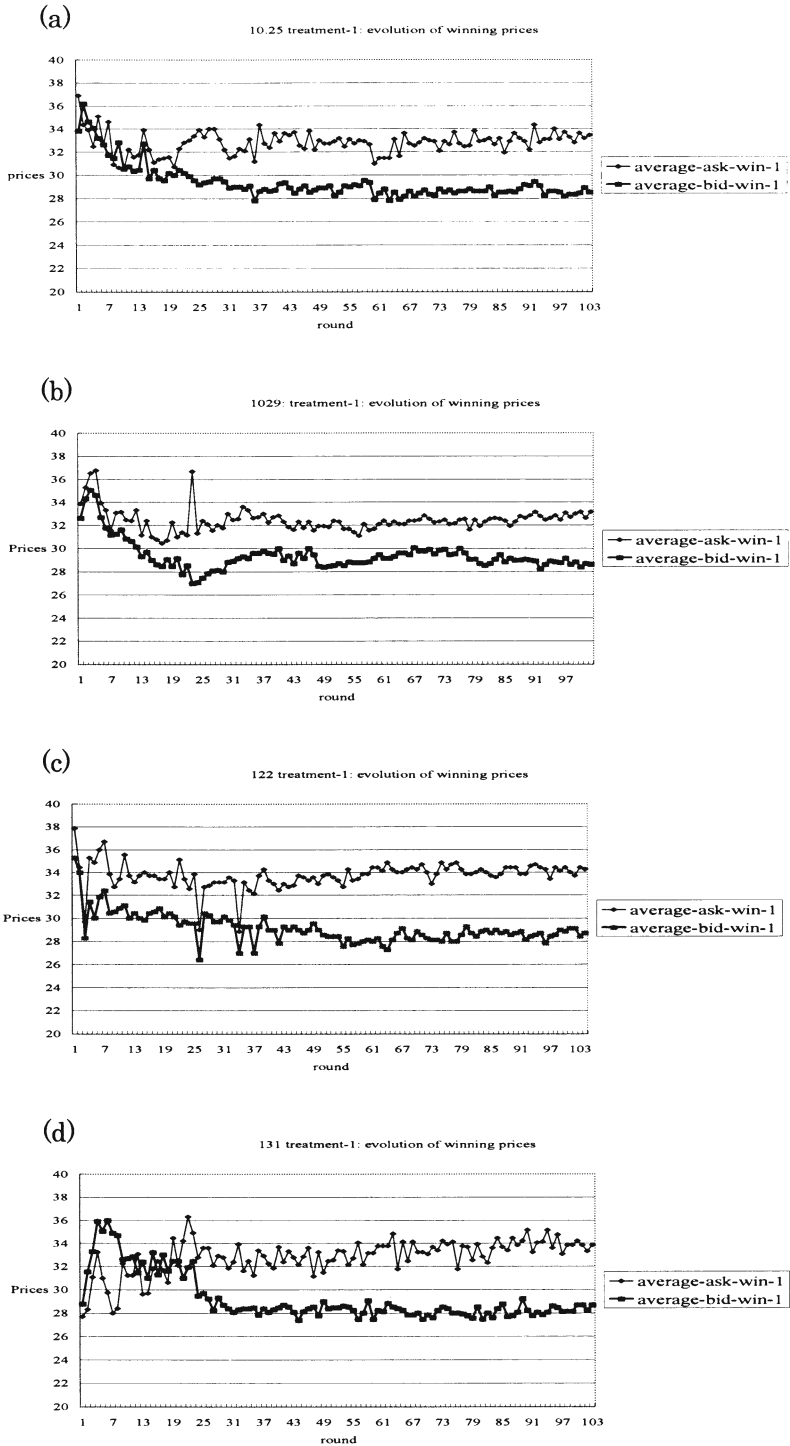 (a)
10.25 treatment-1: evolution of winning prices
40
38
36
34
32
prices 30
28
26
24
22
20
1 7 13 19 25 31 37 43 49 55 61 67 73 79 85 91 97 103
round
average-ask-win-1
average-bid-win-1
(b)
1029: treatment-1: evolution of winning prices
40
38
36
34
32
Prices 30
28
26
24
22
20
1 7 13 19 25 31 37 43 49 55 61 67 73 79 85 91 97
round
average-ask-win-1
average-bid-win-1
(c)
122 treatment-1: evolution of winning prices
40
38
36
34
32
Prices 30
28
26
24
22
20
1 7 13 19 25 31 37 43 49 55 61 67 73 79 85 91 97 103
round
average-ask-win-1
average-bid-win-1
(d)
131 treatment-1: evolution of winning prices
40
38
36
34
32
Prices 30
28
26
24
22
20
1 7 13 19 25 31 37 43 49 55 61 67 73 79 85 91 97 103
round
average-ask-win-1
average-bid-win-1